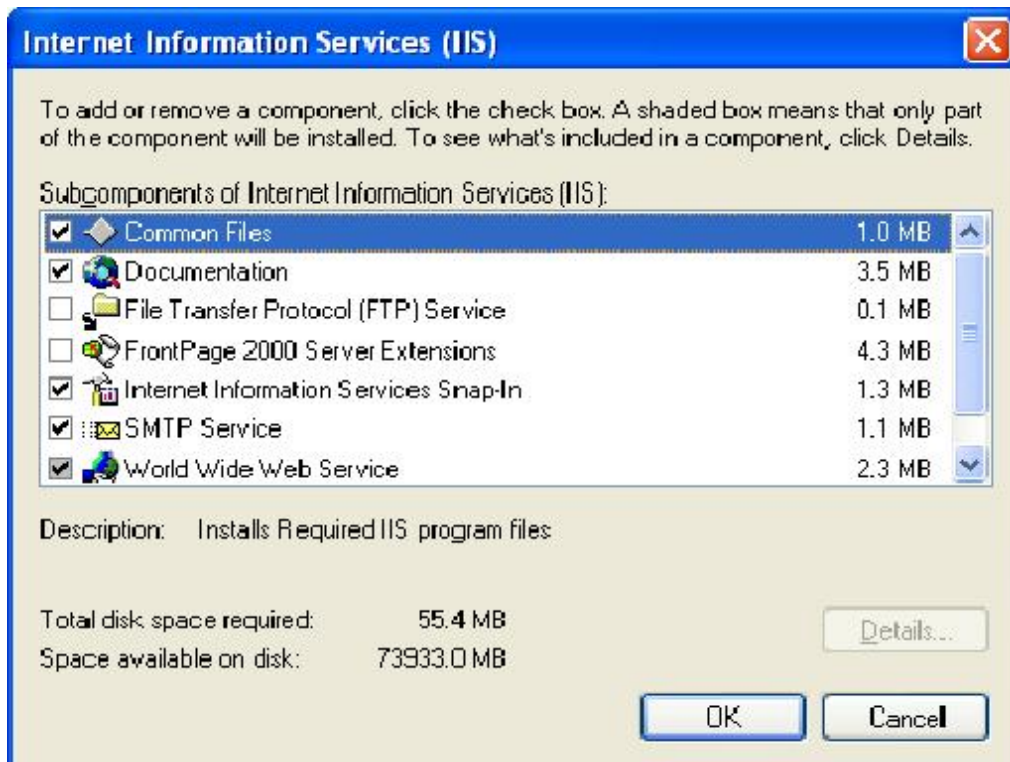 Internet Information Services (IIS)
To add or remove a component, click the check box. A shaded box means that only part
of the component will be installed. To see what's included in a component, click Details.
Subcomponents of Internet Information Services (IIS):
Common Files 1.0 MB
Documentation 3.5 MB
File Transfer Protocol (FTP) Service 0.1 MB
FrontPage 2000 Server Extensions 4.3 MB
Internet Information Services Snap-In 1.3 MB
SMTP Service 1.1 MB
World Wide Web Service 2.3 MB
Description: Installs Required IIS program files
Total disk space required: 55.4 MB
Details...
Space available on disk: 73933.0 MB
OK Cancel